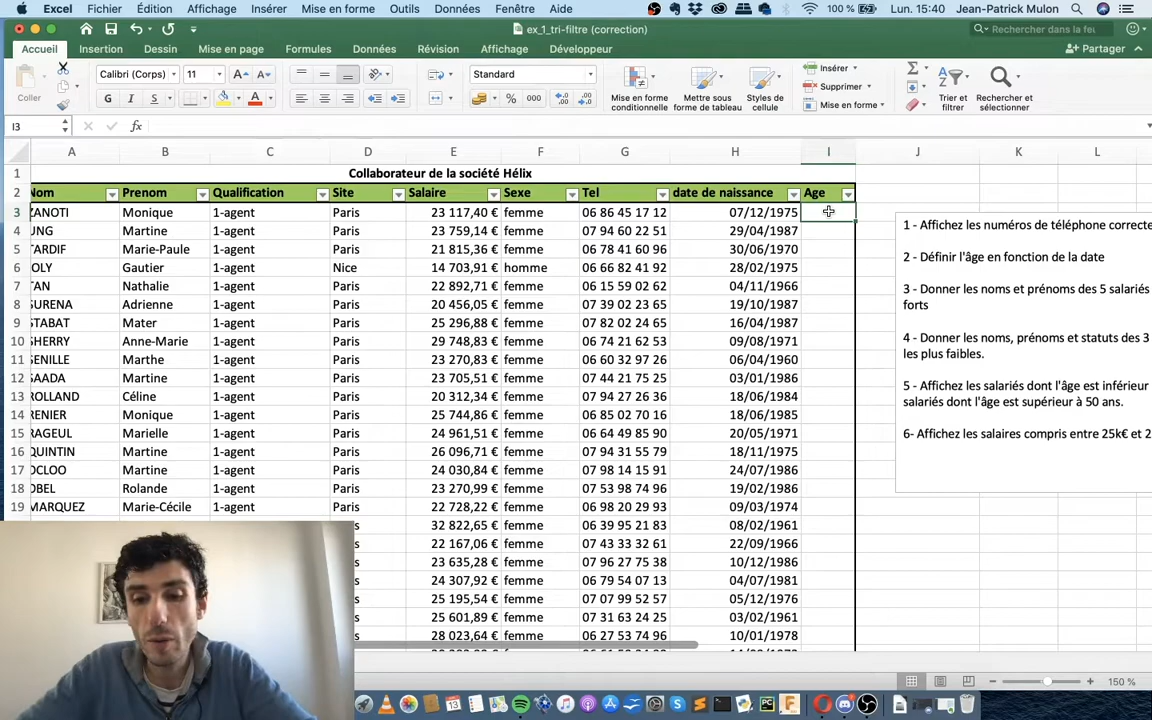 Excel Fichier Édition Affichage Insérer Mise en forme Outils Données Fenêtre Aide 100 % Lun. 15:40 Jean-Patrick Mulon
ex_1_tri-filtre (correction)
Rechercher dans la feu
Accueil Insertion Dessin Mise en page Formules Données Révision Affichage Développeur Partager
Coller
Calibri (Corps) 11 Standard
G I S
% 000
Mise en forme conditionnelle
Mettre sous forme de tableau
Styles de cellule
Insérer
Supprimer
Mise en forme
Trier et filtrer
Rechercher et sélectionner
I3 fx
A B C D E F G H I J K L
1 Collaborateur de la société Hélix
2 Nom Prenom Qualification Site Salaire Sexe Tel date de naissance Age
3 ZANOTI Monique 1-agent Paris 23 117,40 € femme 06 86 45 17 12 07/12/1975
4 UNG Martine 1-agent Paris 23 759,14 € femme 07 94 60 22 51 29/04/1987
5 TARDIF Marie-Paule 1-agent Paris 21 815,36 € femme 06 78 41 60 96 30/06/1970
6 OLY Gautier 1-agent Nice 14 703,91 € homme 06 66 82 41 92 28/02/1975
7 TAN Nathalie 1-agent Paris 22 892,71 € femme 06 15 59 02 62 04/11/1966
8 SURENA Adrienne 1-agent Paris 20 456,05 € femme 07 39 02 23 65 19/10/1987
9 STABAT Mater 1-agent Paris 25 296,88 € femme 07 82 02 24 65 16/04/1987
10 SHERRY Anne-Marie 1-agent Paris 29 748,83 € femme 06 74 21 62 53 09/08/1971
11 SENILLE Marthe 1-agent Paris 23 270,83 € femme 06 60 32 97 26 06/04/1960
12 SAADA Martine 1-agent Paris 23 705,51 € femme 07 44 21 75 25 03/01/1986
13 ROLLAND Céline 1-agent Paris 20 312,34 € femme 07 94 27 26 36 18/06/1984
14 RENIER Monique 1-agent Paris 25 744,86 € femme 06 85 02 70 16 18/06/1985
15 RAGEUL Marielle 1-agent Paris 24 961,51 € femme 06 64 49 85 90 20/05/1971
16 QUINTIN Martine 1-agent Paris 26 096,71 € femme 07 94 31 55 79 18/11/1975
17 OCLOO Martine 1-agent Paris 24 030,84 € femme 07 98 14 15 91 24/07/1986
18 OBEL Rolande 1-agent Paris 23 270,99 € femme 07 53 98 74 96 19/02/1986
19 MARQUEZ Marie-Cécile 1-agent Paris 22 728,22 € femme 06 98 20 29 93 09/03/1974
s 32 822,65 € femme 06 39 95 21 83 08/02/1961
s 22 167,06 € femme 07 43 33 32 61 22/09/1966
s 23 635,28 € femme 07 96 27 75 38 10/12/1986
s 24 307,92 € femme 06 79 54 07 13 04/07/1981
s 25 195,54 € femme 07 07 99 52 57 05/12/1976
s 25 601,89 € femme 07 31 63 24 25 03/02/1961
s 28 023,64 € femme 06 27 53 74 96 10/01/1978
1 - Affichez les numéros de téléphone correcte
2 - Définir l'âge en fonction de la date
3 - Donner les noms et prénoms des 5 salariés
forts
4 - Donner les noms, prénoms et statuts des 3
les plus faibles.
5 - Affichez les salariés dont l'âge est inférieur
salariés dont l'âge est supérieur à 50 ans.
6- Affichez les salaires compris entre 25k€ et 2
150 %